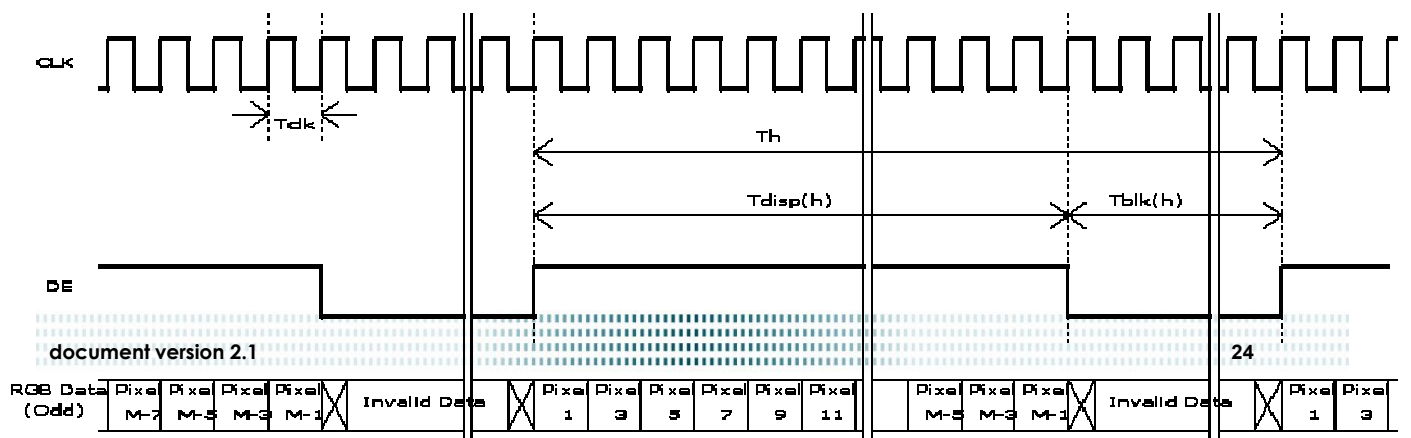 CLK
Tclk
Th
Tdisp(h) Tblk(h)
DE
document version 2.1 24
RGB Data (Odd)
Pixel M-7 Pixel M-5 Pixel M-3 Pixel M-1 Invalid Data Pixel 1 Pixel 3 Pixel 5 Pixel 7 Pixel 9 Pixel 11 Pixel M-5 Pixel M-3 Pixel M-1 Invalid Data Pixel 1 Pixel 3